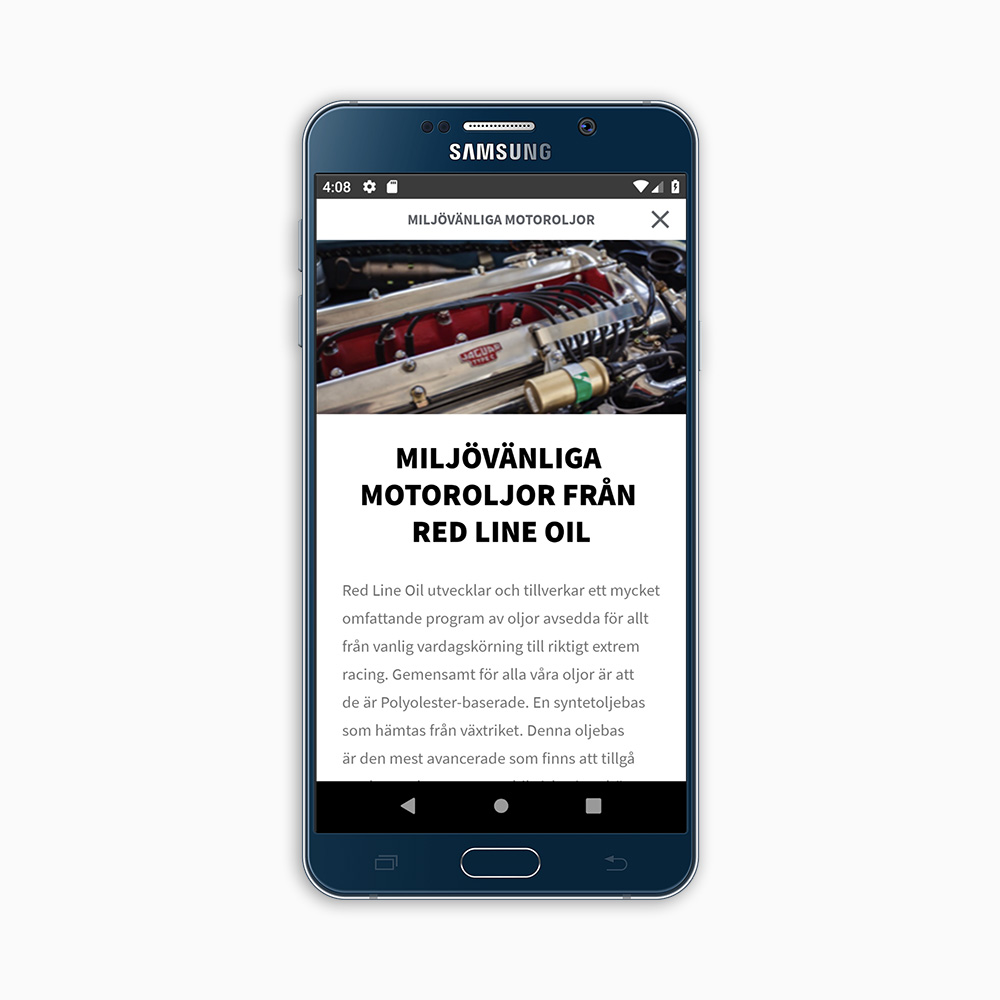 SAMSUNG
4:08
MILJÖVÄNLIGA MOTOROLJOR
JAGUAR
TYPE C
MILJÖVÄNLIGA
MOTOROLJOR FRÅN
RED LINE OIL
Red Line Oil utvecklar och tillverkar ett mycket
omfattande program av oljor avsedda för allt
från vanlig vardagskörning till riktigt extrem
racing. Gemensamt för alla våra oljor är att
de är Polyolester-baserade. En syntetoljebas
som hämtas från växtriket. Denna oljebas
är den mest avancerade som finns att tillgå